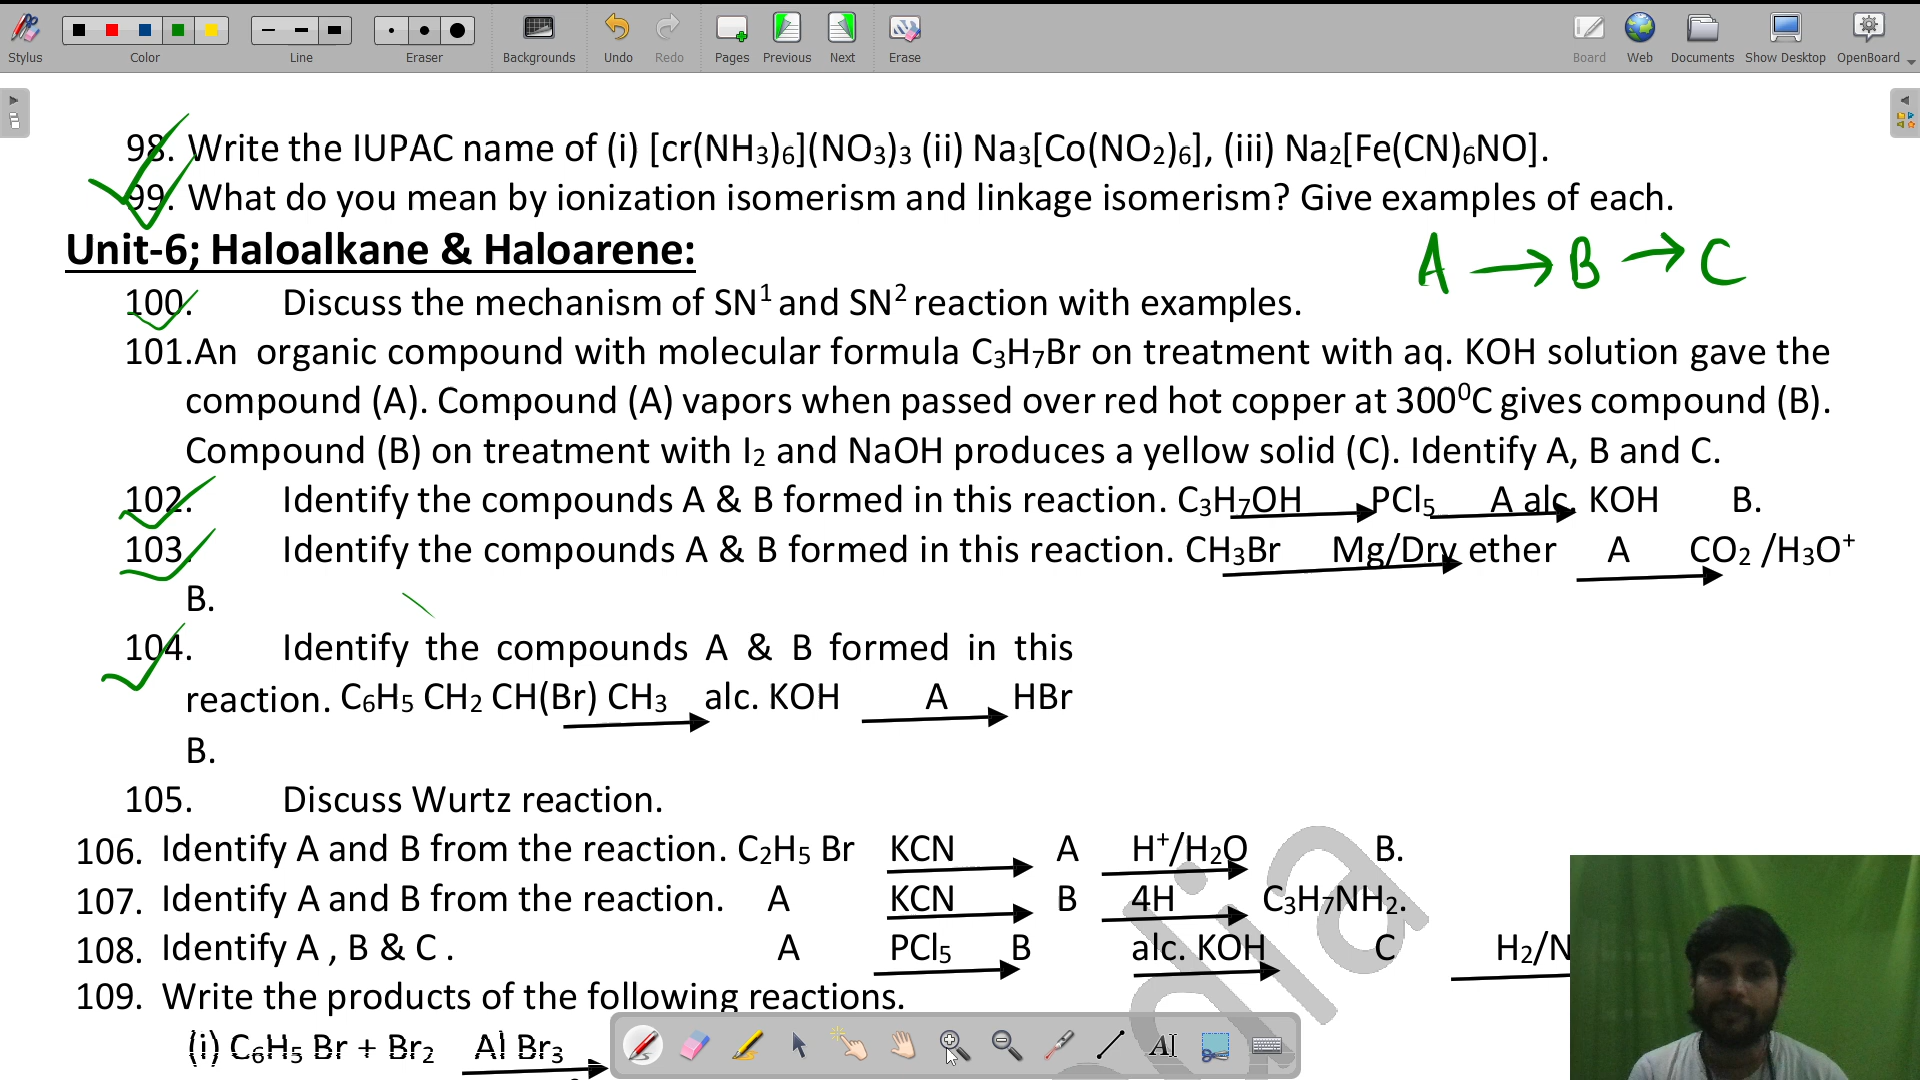 Stylus Color Line Eraser Backgrounds Undo Redo Pages Previous Next Erase Board Web Documents Show Desktop OpenBoard
98. Write the IUPAC name of (i) [cr(NH3)6](NO3)3 (ii) Na3[Co(NO2)6], (iii) Na2[Fe(CN)6NO].
99. What do you mean by ionization isomerism and linkage isomerism? Give examples of each.
Unit-6; Haloalkane & Haloarene:
A → B → C
100. Discuss the mechanism of SN¹ and SN² reaction with examples.
101.An organic compound with molecular formula C3H7Br on treatment with aq. KOH solution gave the
compound (A). Compound (A) vapors when passed over red hot copper at 300⁰C gives compound (B).
Compound (B) on treatment with I2 and NaOH produces a yellow solid (C). Identify A, B and C.
102. Identify the compounds A & B formed in this reaction. C3H7OH PCl5 A alc. KOH B.
103. Identify the compounds A & B formed in this reaction. CH3Br Mg/Dry ether A CO2 /H3O⁺
B.
104. Identify the compounds A & B formed in this
reaction. C6H5 CH2 CH(Br) CH3 alc. KOH A HBr
B.
105. Discuss Wurtz reaction.
106. Identify A and B from the reaction. C2H5 Br KCN A H⁺/H2O B.
107. Identify A and B from the reaction. A KCN B 4H C3H7NH2.
108. Identify A , B & C . A PCl5 B alc. KOH C H2/N
109. Write the products of the following reactions.
(i) C6H5 Br + Br2 Al Br3
dia